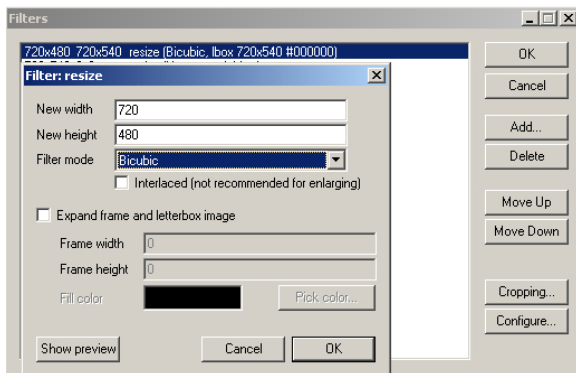 Filters
720x480 720x540 resize (Bicubic, lbox 720x540 #000000)
OK
Cancel
Add...
Delete
Move Up
Move Down
Cropping...
Configure...
Filter: resize
New width 720
New height 480
Filter mode Bicubic
Interlaced (not recommended for enlarging)
Expand frame and letterbox image
Frame width 0
Frame height 0
Fill color Pick color...
Show preview Cancel OK